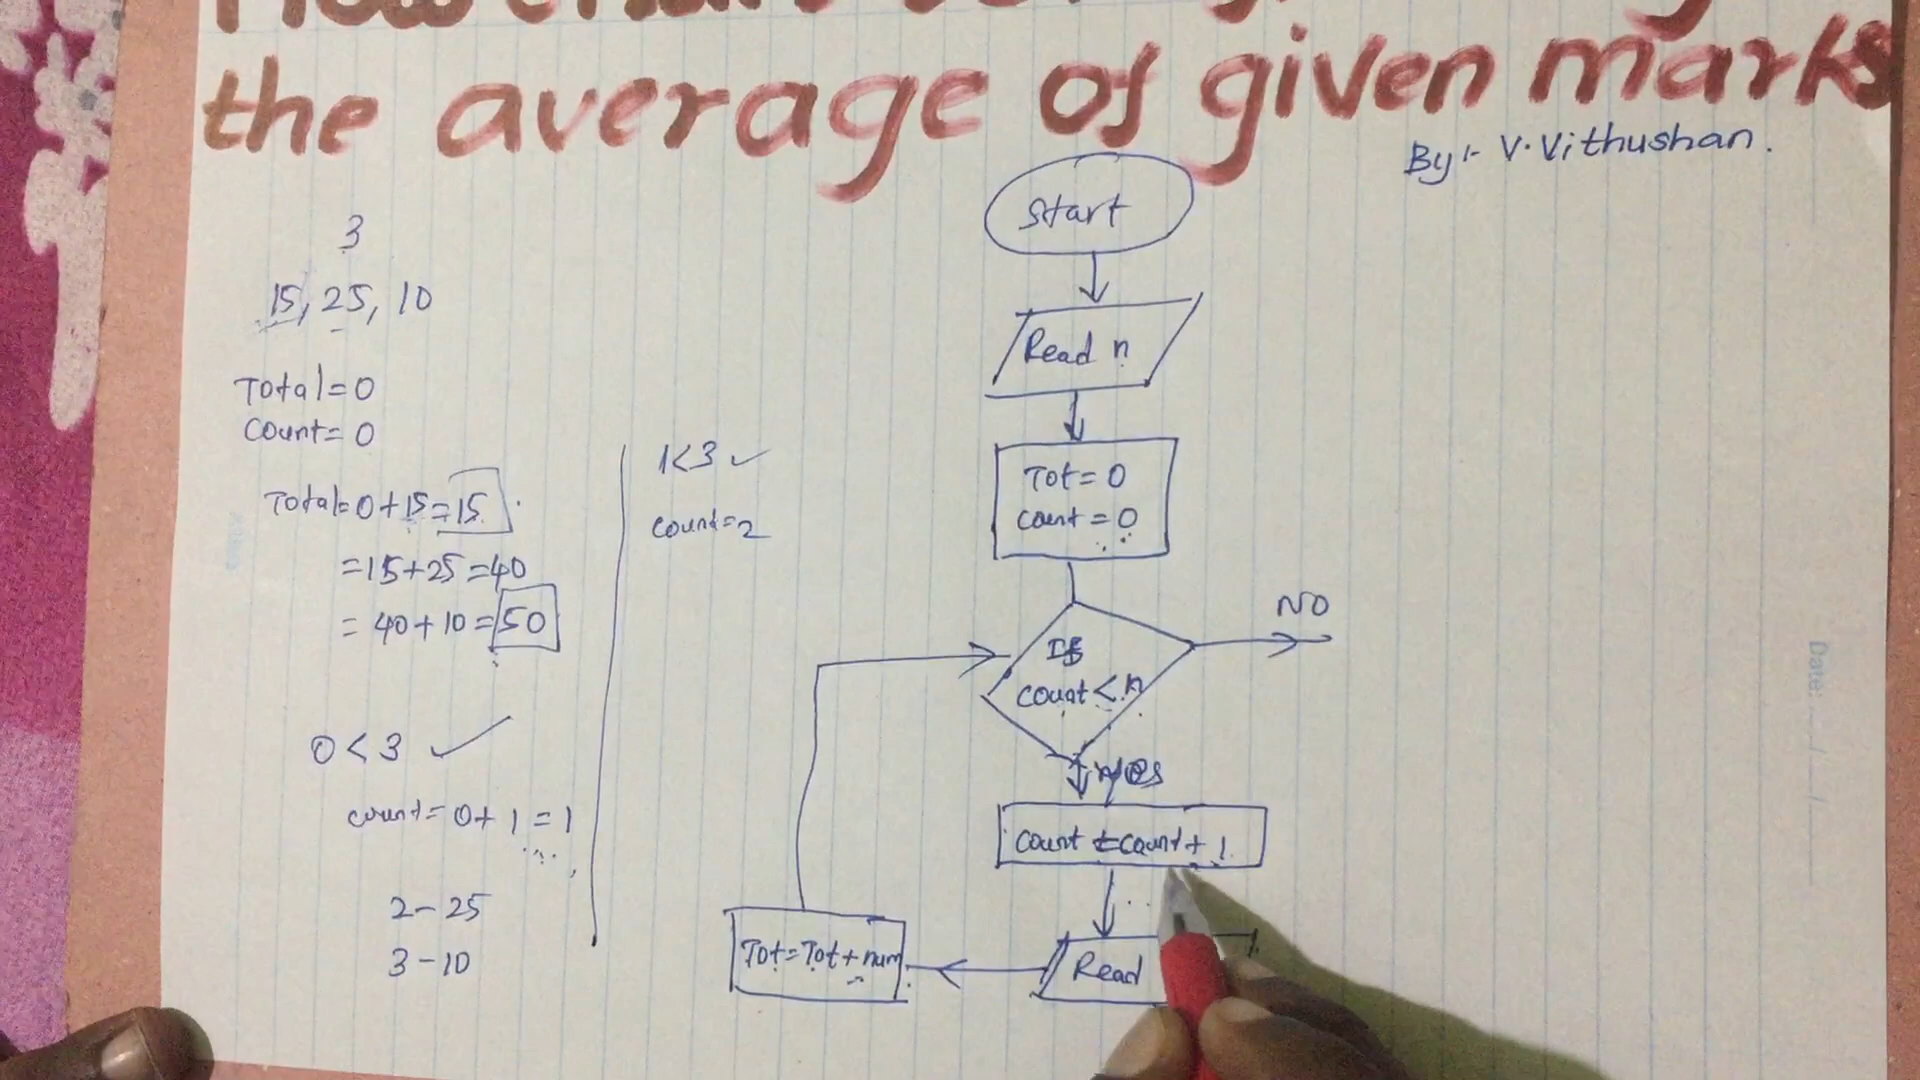 the average of given marks
By:- V. Vithushan.
3
15, 25, 10
Total = 0
Count = 0
Total = 0 + 15 = 15
= 15 + 25 = 40
= 40 + 10 = 50
0 < 3 ✓
count = 0 + 1 = 1
2 - 25
3 - 10
1 < 3 ✓
count = 2
Start
Read n
Tot = 0
count = 0
If
count < n
NO
yes
count = count + 1
Read
Tot = Tot + num
Date: